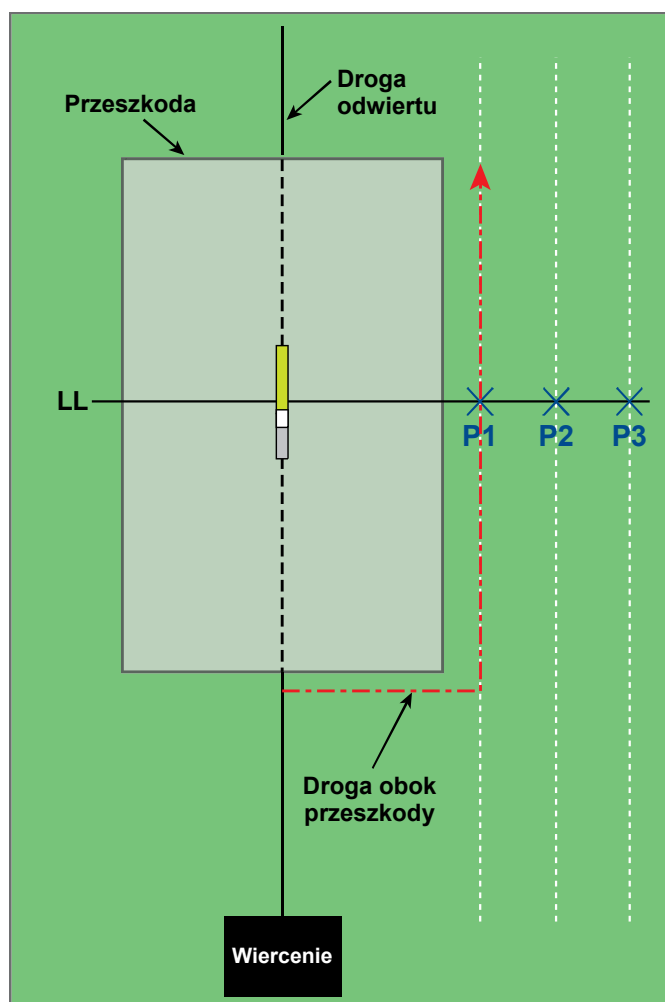 Droga
odwiertu
Przeszkoda
LL
P1 P2 P3
Droga obok
przeszkody
Wiercenie